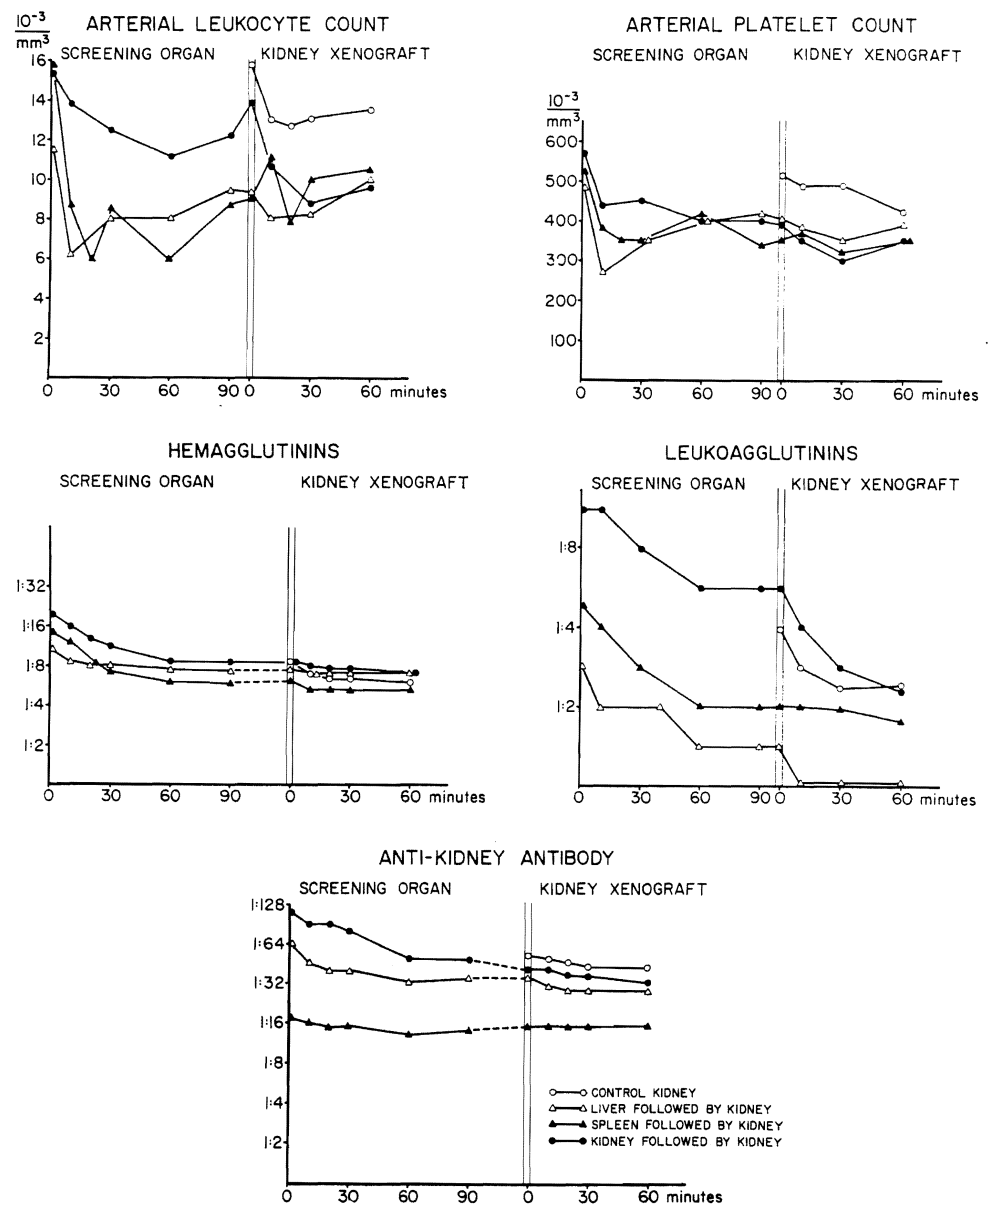 ARTERIAL LEUKOCYTE COUNT
10⁻³
mm³
SCREENING ORGAN KIDNEY XENOGRAFT
16
14
12
10
8
6
4
2
0 30 60 90 0 30 60 minutes
ARTERIAL PLATELET COUNT
SCREENING ORGAN KIDNEY XENOGRAFT
10⁻³
mm³
600
500
400
300
200
100
0 30 60 90 0 30 60 minutes
HEMAGGLUTININS
SCREENING ORGAN KIDNEY XENOGRAFT
1:32
1:16
1:8
1:4
1:2
0 30 60 90 0 30 60 minutes
LEUKOAGGLUTININS
SCREENING ORGAN KIDNEY XENOGRAFT
1:8
1:4
1:2
0 30 60 90 0 30 60 minutes
ANTI-KIDNEY ANTIBODY
SCREENING ORGAN KIDNEY XENOGRAFT
1:128
1:64
1:32
1:16
1:8
1:4
1:2
0 30 60 90 0 30 60 minutes
CONTROL KIDNEY
LIVER FOLLOWED BY KIDNEY
SPLEEN FOLLOWED BY KIDNEY
KIDNEY FOLLOWED BY KIDNEY